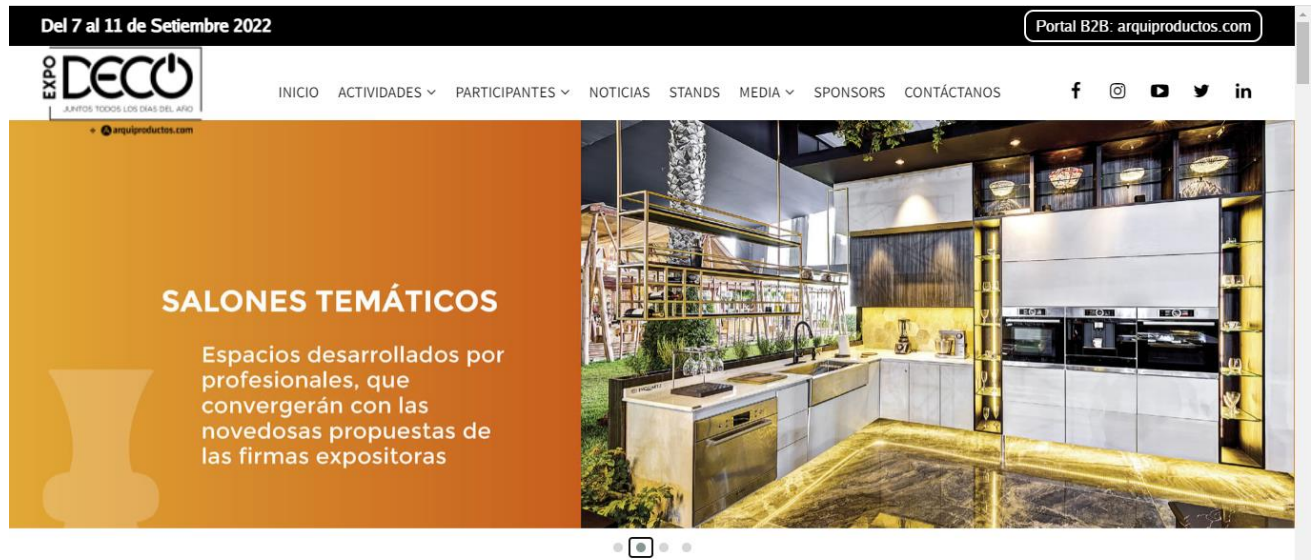 Del 7 al 11 de Setiembre 2022
Portal B2B: arquiproductos.com
EXPO
DECO
JUNTOS TODOS LOS DÍAS DEL AÑO
+ arquiproductos.com
INICIO ACTIVIDADES PARTICIPANTES NOTICIAS STANDS MEDIA SPONSORS CONTÁCTANOS
SALONES TEMÁTICOS
Espacios desarrollados por
profesionales, que
convergerán con las
novedosas propuestas de
las firmas expositoras